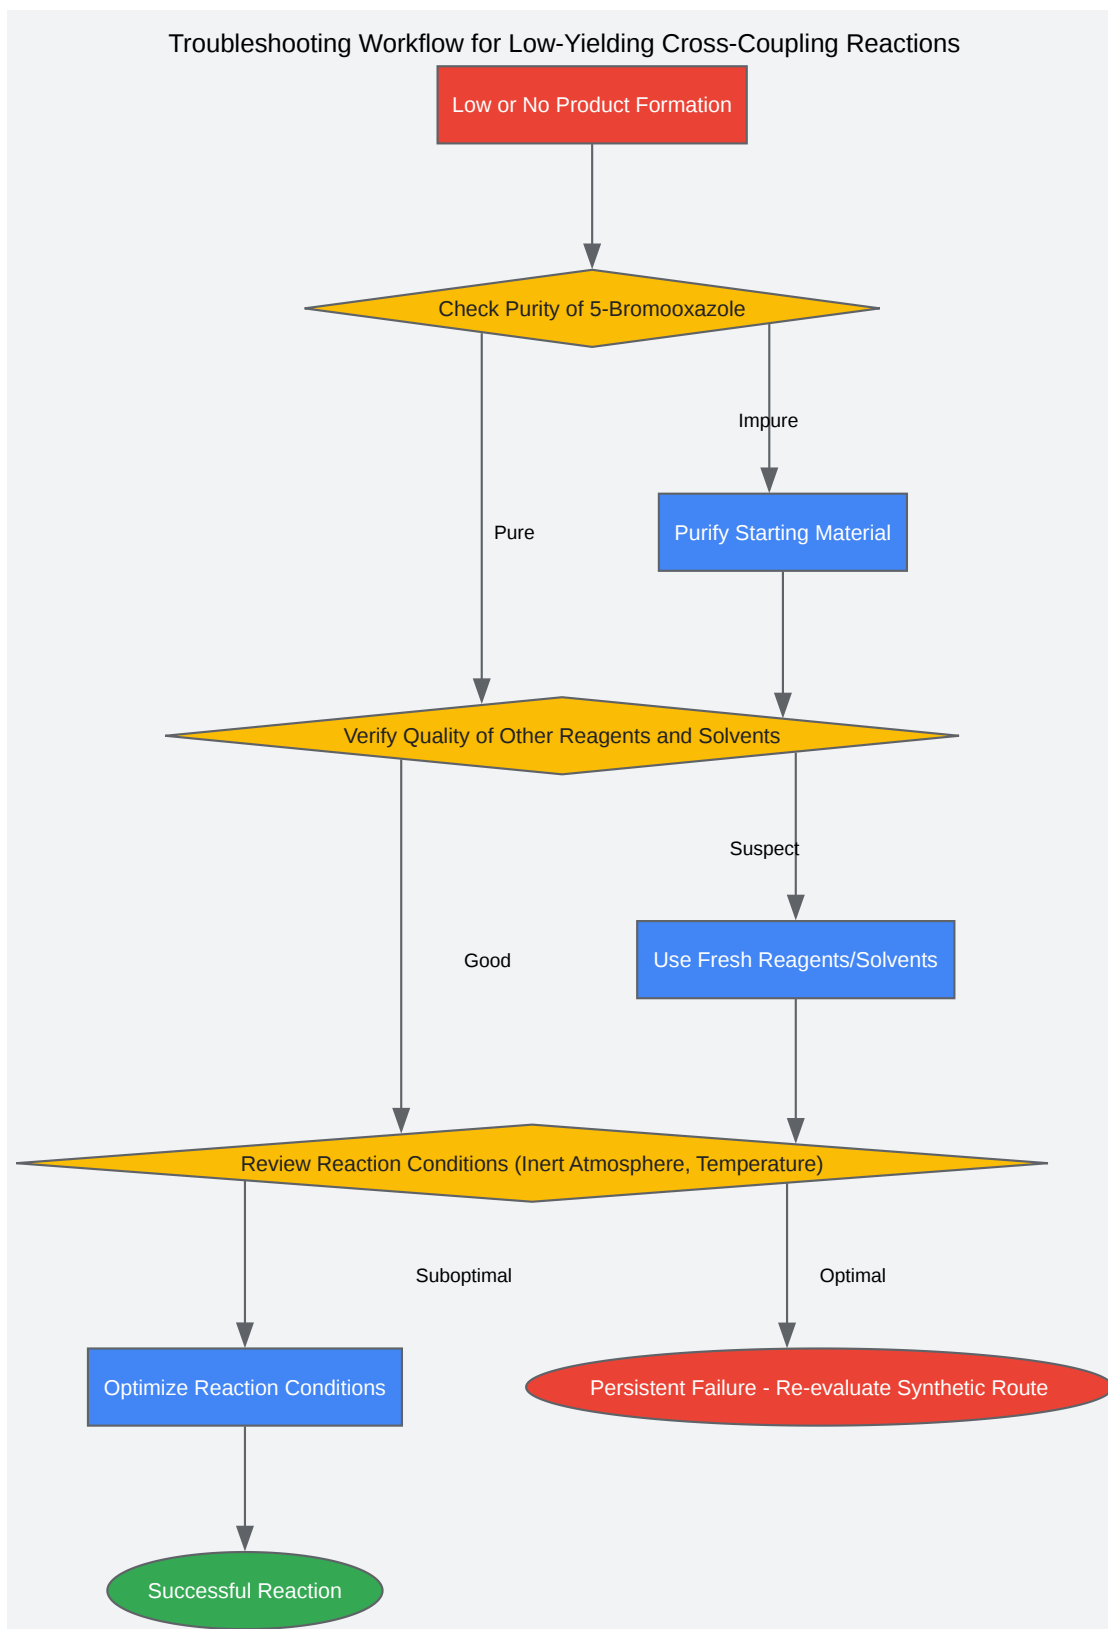 Troubleshooting Workflow for Low-Yielding Cross-Coupling Reactions
Low or No Product Formation
Check Purity of 5-Bromooxazole
Impure
Pure
Purify Starting Material
Verify Quality of Other Reagents and Solvents
Suspect
Good
Use Fresh Reagents/Solvents
Review Reaction Conditions (Inert Atmosphere, Temperature)
Suboptimal
Optimal
Optimize Reaction Conditions
Persistent Failure - Re-evaluate Synthetic Route
Successful Reaction